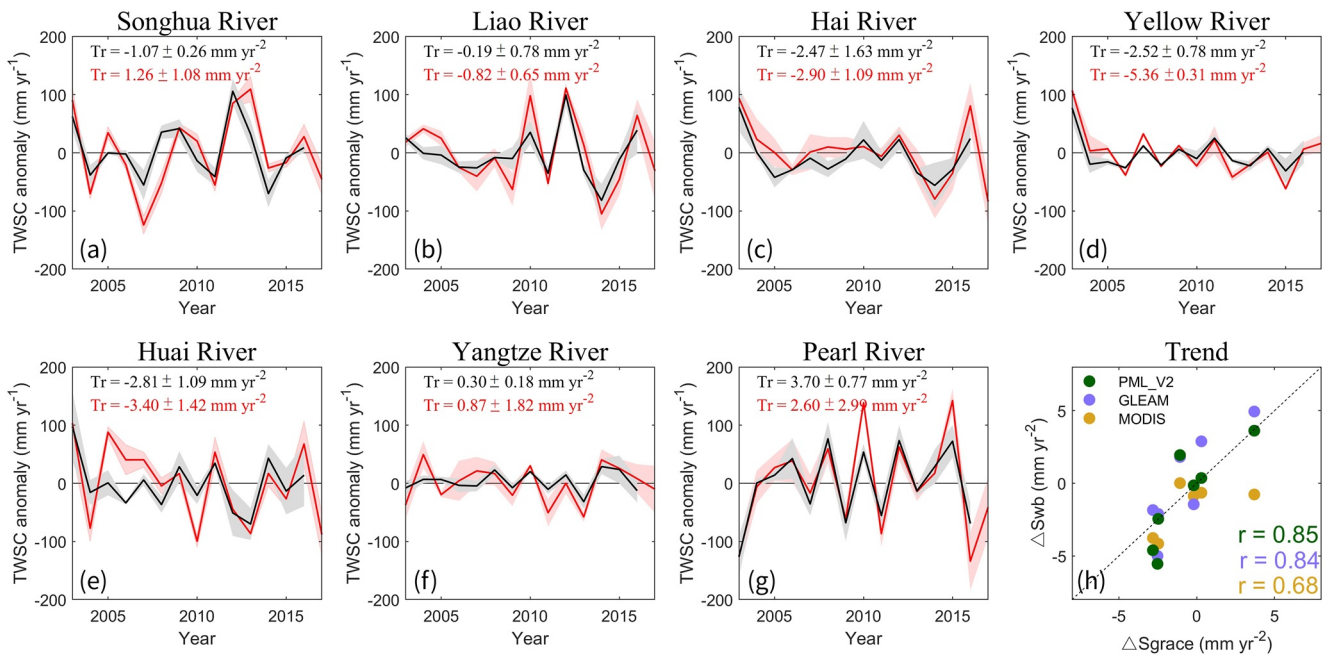 Songhua River
Tr = -1.07 ± 0.26 mm yr-2
Tr = 1.26 ± 1.08 mm yr-2
200
100
0
-100
-200
TWSC anomaly (mm yr-1)
(a)
2005
2010
2015
Year
Liao River
Tr = -0.19 ± 0.78 mm yr-2
Tr = -0.82 ± 0.65 mm yr-2
200
100
0
-100
-200
TWSC anomaly (mm yr-1)
(b)
2005
2010
2015
Year
Hai River
Tr = -2.47 ± 1.63 mm yr-2
Tr = -2.90 ± 1.09 mm yr-2
200
100
0
-100
-200
TWSC anomaly (mm yr-1)
(c)
2005
2010
2015
Year
Yellow River
Tr = -2.52 ± 0.78 mm yr-2
Tr = -5.36 ± 0.31 mm yr-2
200
100
0
-100
-200
TWSC anomaly (mm yr-1)
(d)
2005
2010
2015
Year
Huai River
Tr = -2.81 ± 1.09 mm yr-2
Tr = -3.40 ± 1.42 mm yr-2
200
100
0
-100
-200
TWSC anomaly (mm yr-1)
(e)
2005
2010
2015
Year
Yangtze River
Tr = 0.30 ± 0.18 mm yr-2
Tr = 0.87 ± 1.82 mm yr-2
200
100
0
-100
-200
TWSC anomaly (mm yr-1)
(f)
2005
2010
2015
Year
Pearl River
Tr = 3.70 ± 0.77 mm yr-2
Tr = 2.60 ± 2.99 mm yr-2
200
100
0
-100
-200
TWSC anomaly (mm yr-1)
(g)
2005
2010
2015
Year
Trend
PML_V2
GLEAM
MODIS
5
0
-5
△Swb (mm yr-2)
r = 0.85
r = 0.84
r = 0.68
(h)
-5
0
5
△Sgrace (mm yr-2)